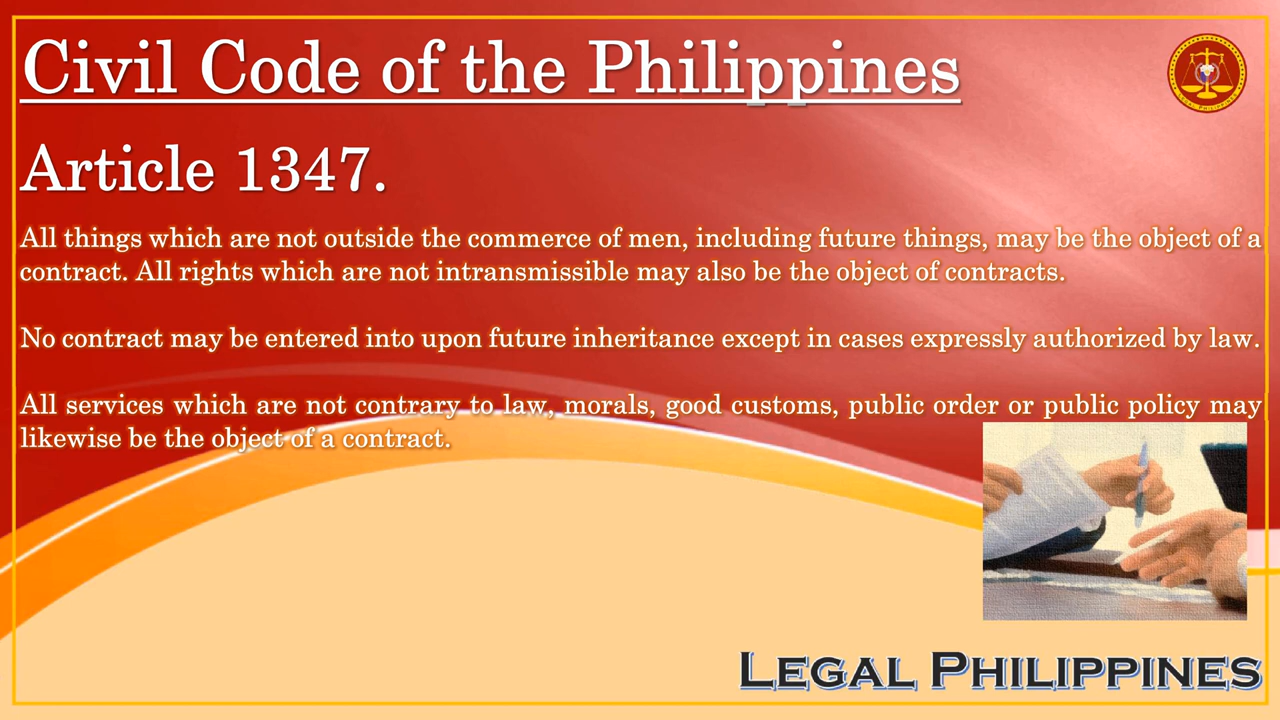 Civil Code of the Philippines
Article 1347.
All things which are not outside the commerce of men, including future things, may be the object of a
contract. All rights which are not intransmissible may also be the object of contracts.
No contract may be entered into upon future inheritance except in cases expressly authorized by law.
All services which are not contrary to law, morals, good customs, public order or public policy may
likewise be the object of a contract.
LEGAL PHILIPPINES
LEGAL PHILIPPINES